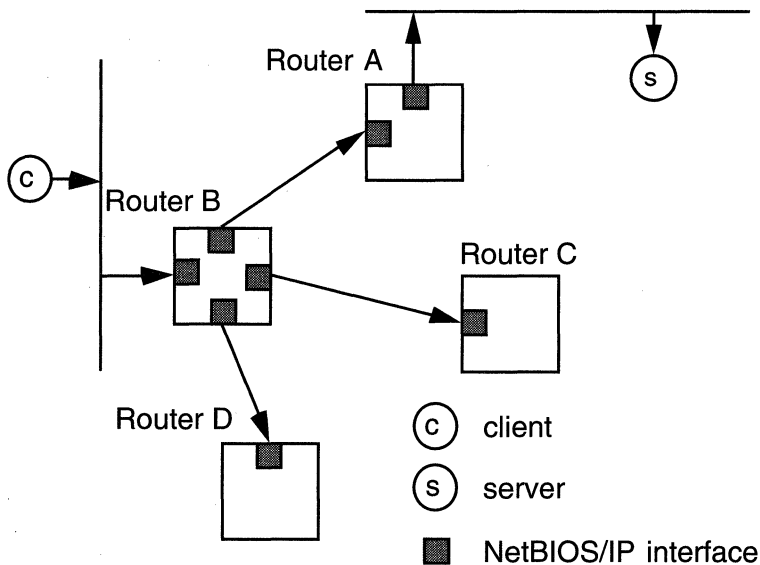 Router A
s
c
Router B
Router C
Router D
c client
s server
NetBIOS/IP interface